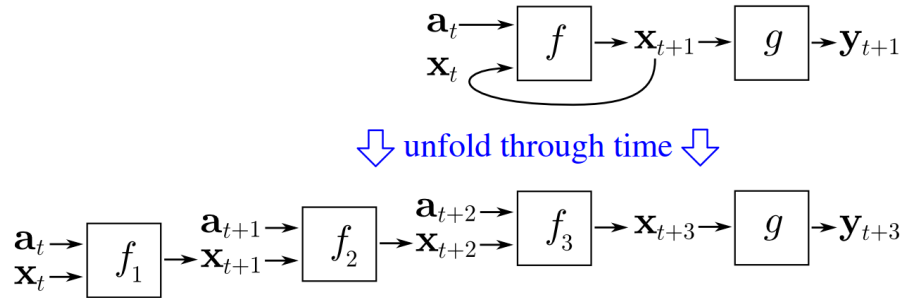 a_t f x_{t+1} g y_{t+1}
x_t
unfold through time
a_t x_t f_1 a_{t+1} x_{t+1} f_2 a_{t+2} x_{t+2} f_3 x_{t+3} g y_{t+3}